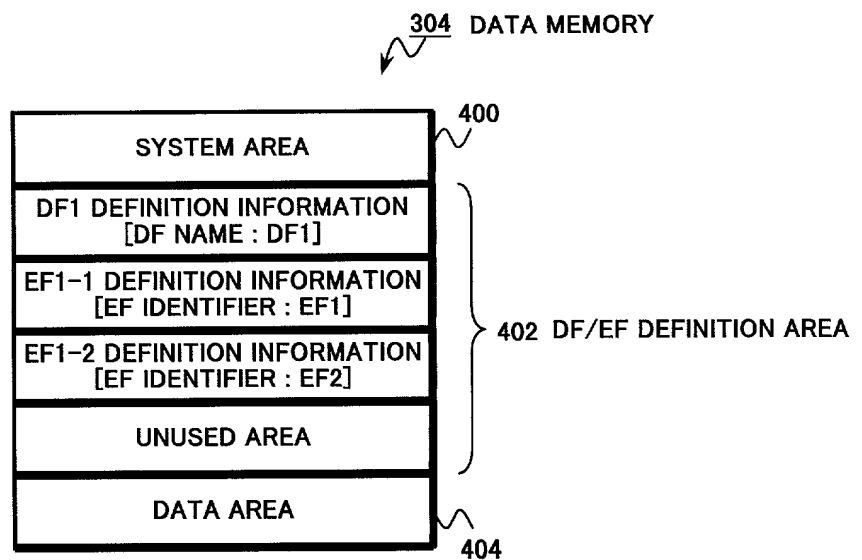 304 DATA MEMORY
400
SYSTEM AREA
DF1 DEFINITION INFORMATION
[DF NAME : DF1]
EF1-1 DEFINITION INFORMATION
[EF IDENTIFIER : EF1]
EF1-2 DEFINITION INFORMATION
[EF IDENTIFIER : EF2]
402 DF/EF DEFINITION AREA
UNUSED AREA
DATA AREA
404